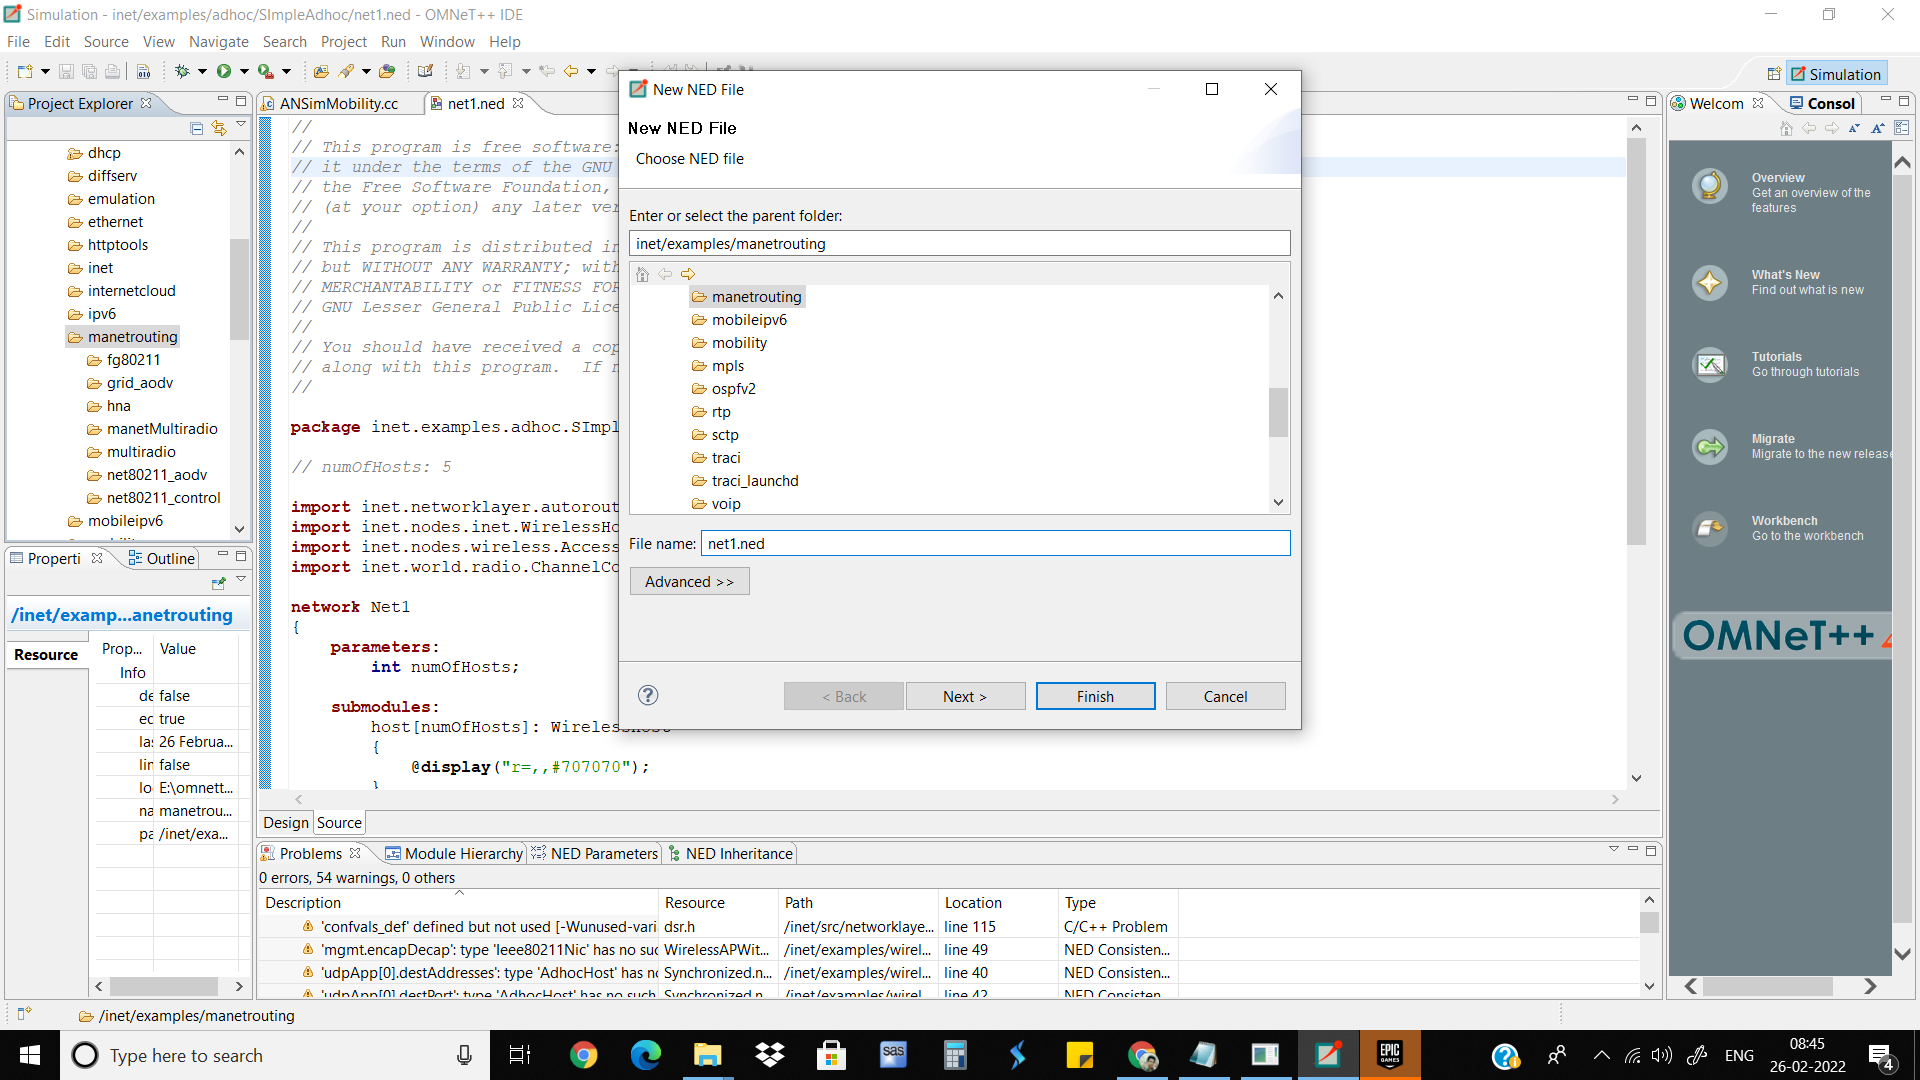 Simulation - inet/examples/adhoc/SImpleAdhoc/net1.ned - OMNeT++ IDE
File Edit Source View Navigate Search Project Run Window Help
Simulation
Project Explorer
dhcp
diffserv
emulation
ethernet
httptools
inet
internetcloud
ipv6
manetrouting
fg80211
grid_aodv
hna
manetMultiradio
multiradio
net80211_aodv
net80211_control
mobileipv6
Properti Outline
/inet/examp...anetrouting
Resource
Prop... Value
Info
de false
ec true
la: 26 Februa...
lir false
lo E:\omnett...
na manetrou...
pa /inet/exa...
ANSimMobility.cc net1.ned
//
// This program is free software:
// it under the terms of the GNU
// the Free Software Foundation,
// (at your option) any later ver
//
// This program is distributed in
// but WITHOUT ANY WARRANTY; with
// MERCHANTABILITY or FITNESS FOR
// GNU Lesser General Public Lice
//
// You should have received a cop
// along with this program. If n
//
package inet.examples.adhoc.SImpl
// numOfHosts: 5
import inet.networklayer.autorout
import inet.nodes.inet.WirelessHo
import inet.nodes.wireless.Access
import inet.world.radio.ChannelCo
network Net1
{
parameters:
int numOfHosts;
submodules:
host[numOfHosts]: WirelessHost
{
@display("r=,,#707070");
}
Design Source
New NED File
New NED File
Choose NED file
Enter or select the parent folder:
inet/examples/manetrouting
manetrouting
mobileipv6
mobility
mpls
ospfv2
rtp
sctp
traci
traci_launchd
voip
File name: net1.ned
Advanced >>
< Back Next > Finish Cancel
Problems Module Hierarchy NED Parameters NED Inheritance
0 errors, 54 warnings, 0 others
Description Resource Path Location Type
'confvals_def' defined but not used [-Wunused-vari dsr.h /inet/src/networklaye... line 115 C/C++ Problem
'mgmt.encapDecap': type 'Ieee80211Nic' has no suc WirelessAPWit... /inet/examples/wirel... line 49 NED Consisten...
'udpApp[0].destAddresses': type 'AdhocHost' has no Synchronized.n... /inet/examples/wirel... line 40 NED Consisten...
'udpApp[0].destPort': type 'AdhocHost' has no such Synchronized.n... /inet/examples/wirel... line 42 NED Consisten...
Welcom Consol
Overview
Get an overview of the
features
What's New
Find out what is new
Tutorials
Go through tutorials
Migrate
Migrate to the new release
Workbench
Go to the workbench
OMNeT++ 4
/inet/examples/manetrouting
Type here to search
sas
EPIC
GAMES
ENG
08:45
26-02-2022
4